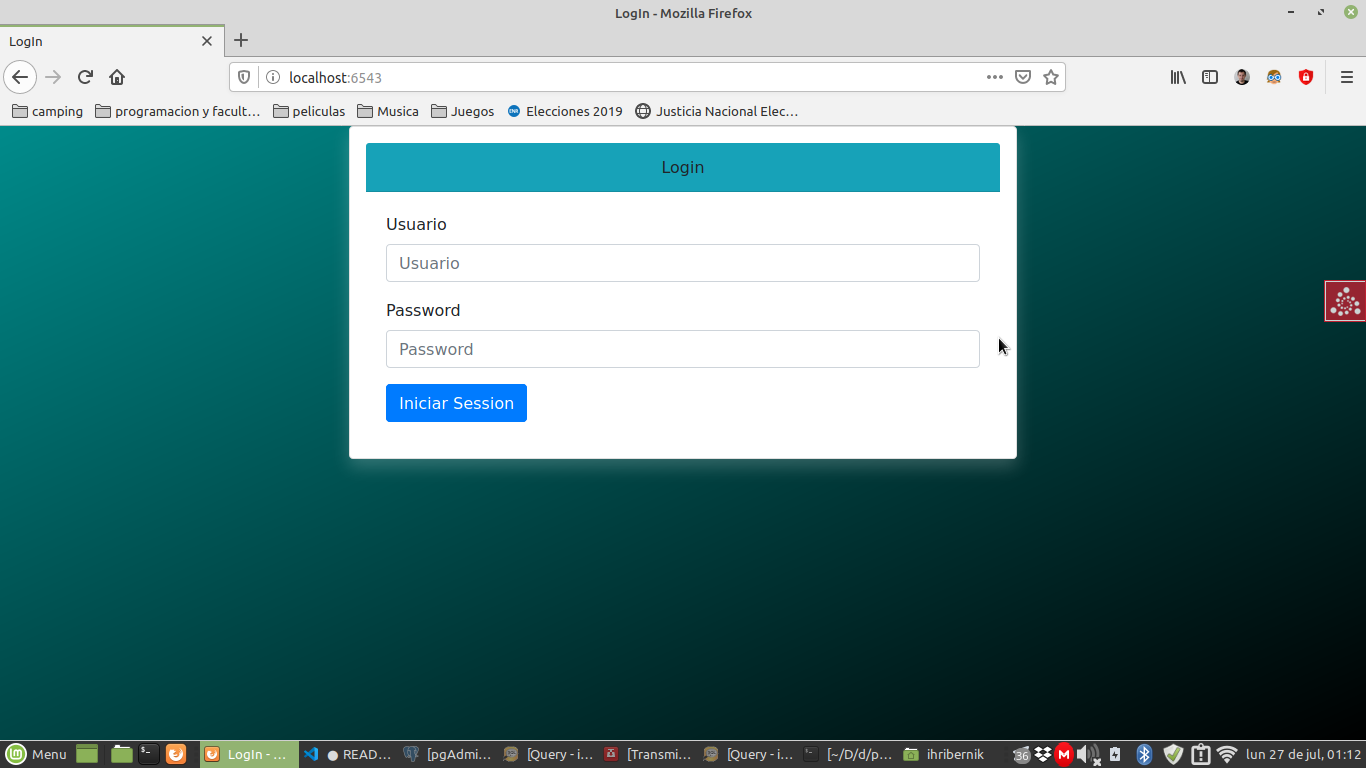 LogIn - Mozilla Firefox
LogIn
localhost:6543
camping
programacion y facult…
peliculas
Musica
Juegos
Elecciones 2019
Justicia Nacional Elec…
Login
Usuario
Usuario
Password
Password
Iniciar Session
Menu
LogIn - ...
● READ...
[pgAdmi...
[Query - i...
[Transmi...
[Query - i...
[~/D/d/p...
ihribernik
36
lun 27 de jul, 01:12